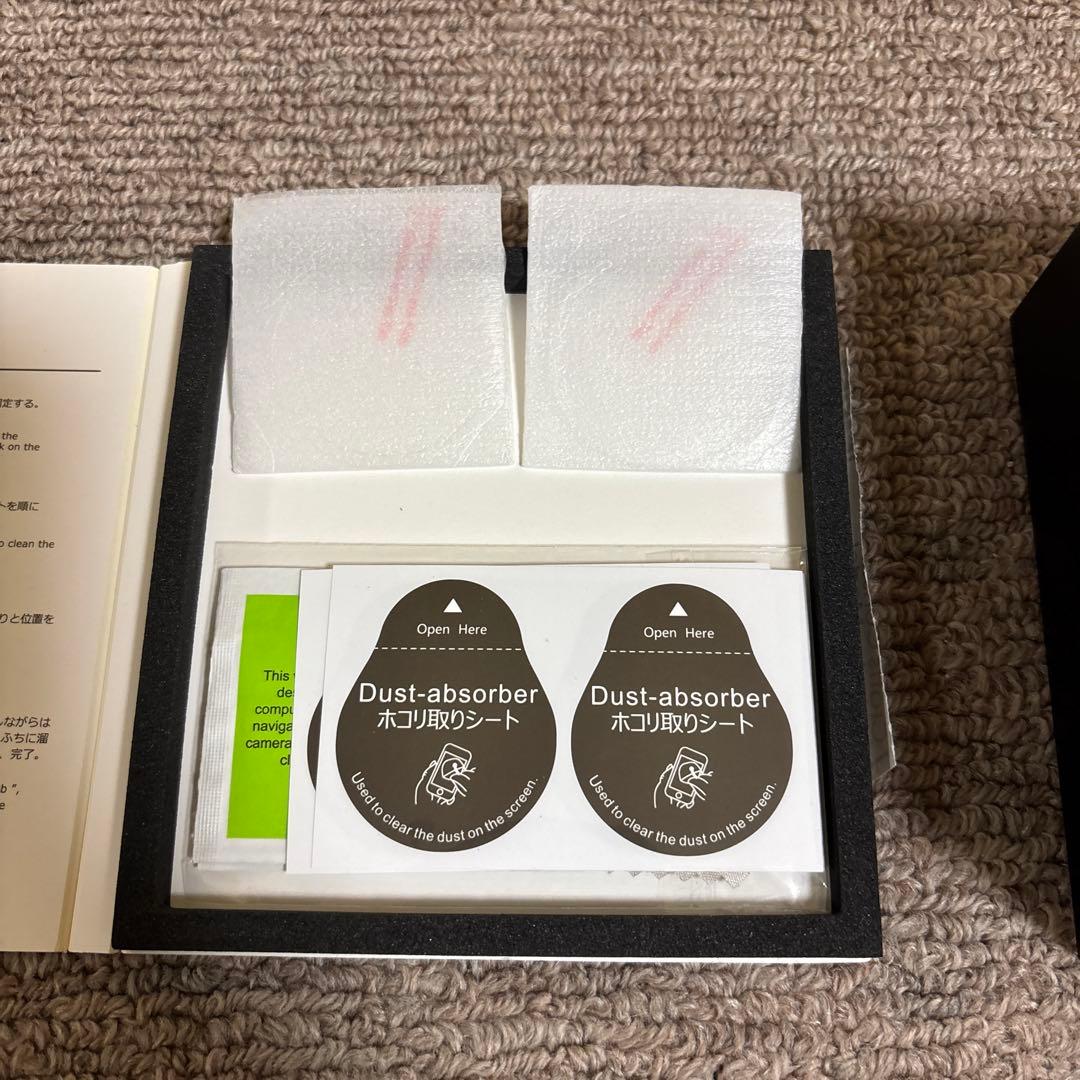 固定する。
the
k on the
トを順に
o clean the
りと位置を
しながらは
ふちに溜
、完了。
b ",
e
This
des
compu
naviga
camera
cl
Open Here
Dust-absorber
ホコリ取りシート
Used to clear the dust on the screen.
Open Here
Dust-absorber
ホコリ取りシート
Used to clear the dust on the screen.